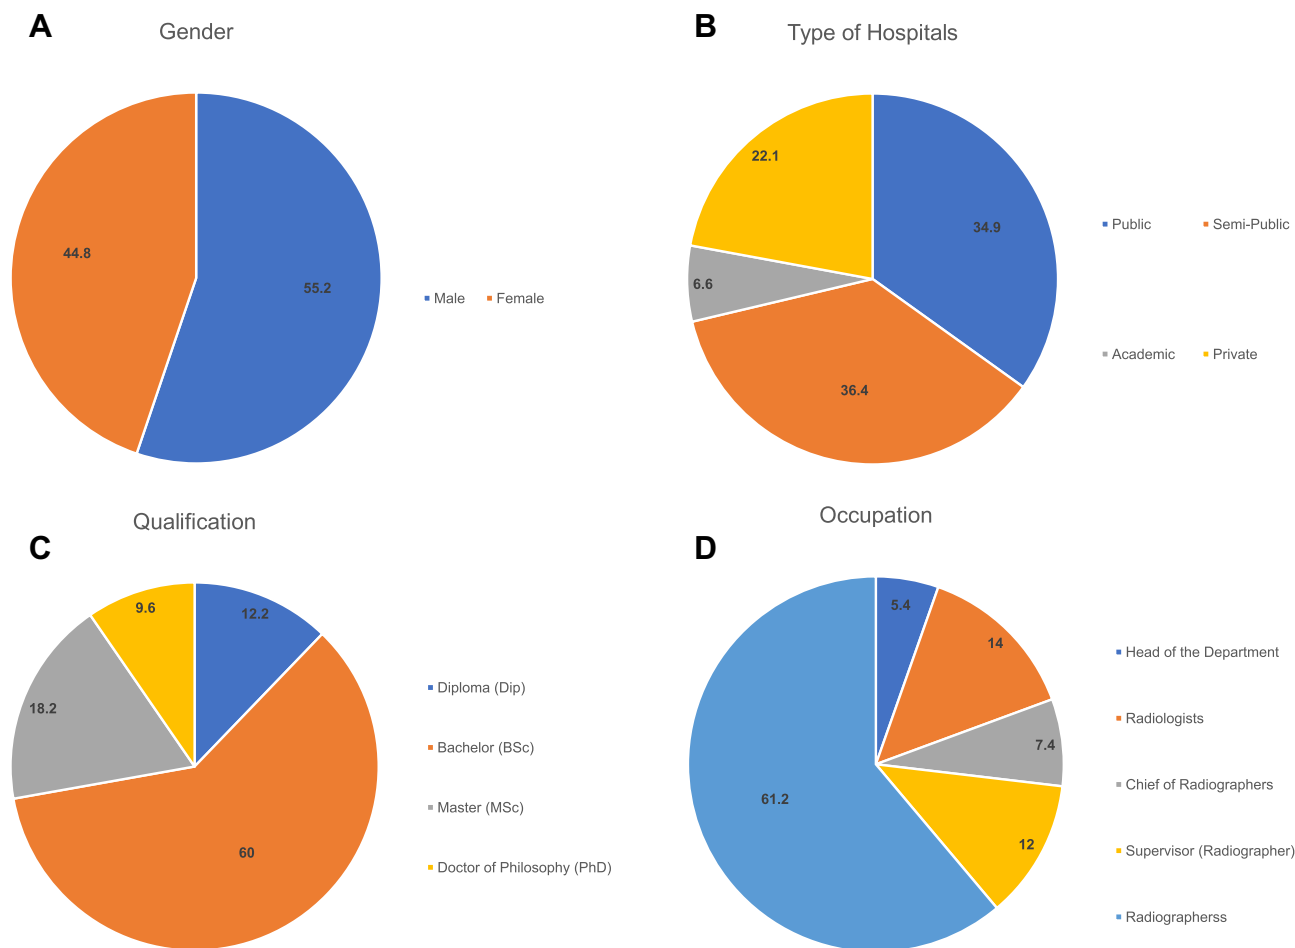 A
Gender
44.8
55.2
Male Female
B
Type of Hospitals
22.1
34.9
6.6
36.4
Public Semi-Public
Academic Private
Qualification
C
9.6
12.2
18.2
60
Diploma (Dip)
Bachelor (BSc)
Master (MSc)
Doctor of Philosophy (PhD)
Occupation
D
5.4
14
7.4
61.2
12
Head of the Department
Radiologists
Chief of Radiographers
Supervisor (Radiographer)
Radiographerss